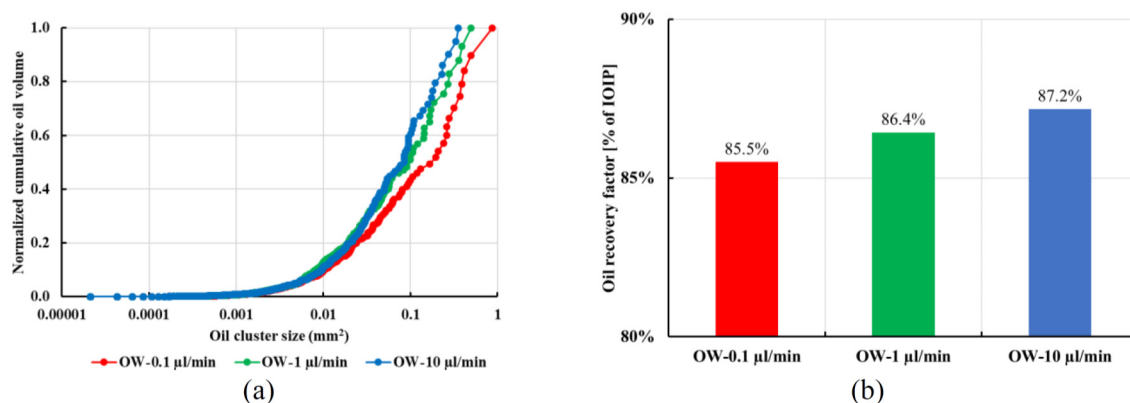 Normalized cumulative oil volume
1.0
0.8
0.6
0.4
0.2
0.0
0.00001 0.0001 0.001 0.01 0.1 1
Oil cluster size (mm²)
OW-0.1 µl/min OW-1 µl/min OW-10 µl/min
(a)
Oil recovery factor [% of IOIP]
90%
85%
80%
85.5%
86.4%
87.2%
OW-0.1 µl/min OW-1 µl/min OW-10 µl/min
(b)